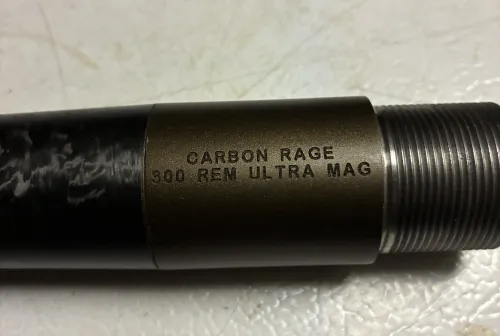 CARBON RAGE
300 REM ULTRA MAG